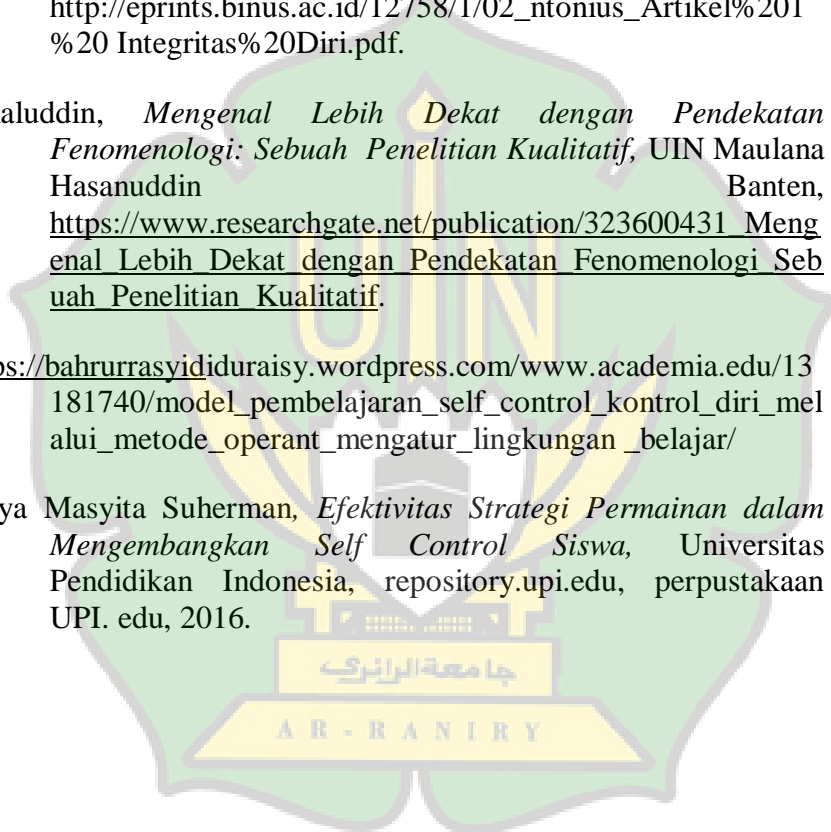 http://eprints.binus.ac.id/12758/1/02_ntonius_Artikel%201
%20 Integritas%20Diri.pdf.
aluddin, Mengenal Lebih Dekat dengan Pendekatan
Fenomenologi: Sebuah Penelitian Kualitatif, UIN Maulana
Hasanuddin Banten,
https://www.researchgate.net/publication/323600431_Meng
enal_Lebih_Dekat_dengan_Pendekatan_Fenomenologi_Seb
uah_Penelitian_Kualitatif.
ps://bahrurrasyididuraisy.wordpress.com/www.academia.edu/13
181740/model_pembelajaran_self_control_kontrol_diri_mel
alui_metode_operant_mengatur_lingkungan _belajar/
ya Masyita Suherman, Efektivitas Strategi Permainan dalam
Mengembangkan Self Control Siswa, Universitas
Pendidikan Indonesia, repository.upi.edu, perpustakaan
UPI. edu, 2016.
UIN
جامعة الرانري
AR-RANIRY